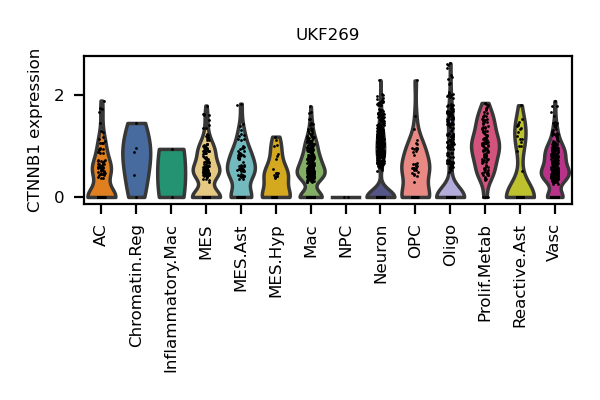 UKF269
CTNNB1 expression
2
0
AC
Chromatin.Reg
Inflammatory.Mac
MES
MES.Ast
MES.Hyp
Mac
NPC
Neuron
OPC
Oligo
Prolif.Metab
Reactive.Ast
Vasc